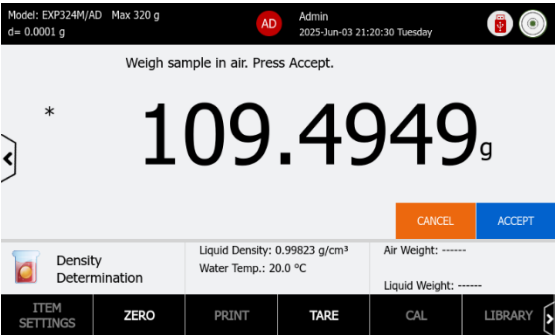 Model: EXP324M/AD Max 320 g
d= 0.0001 g
AD
Admin
2025-Jun-03 21:20:30 Tuesday
Weigh sample in air. Press Accept.
* 109.4949 g
CANCEL
ACCEPT
Density
Determination
Liquid Density: 0.99823 g/cm³
Water Temp.: 20.0 °C
Air Weight: ------
Liquid Weight: ------
ITEM
SETTINGS
ZERO
PRINT
TARE
CAL
LIBRARY